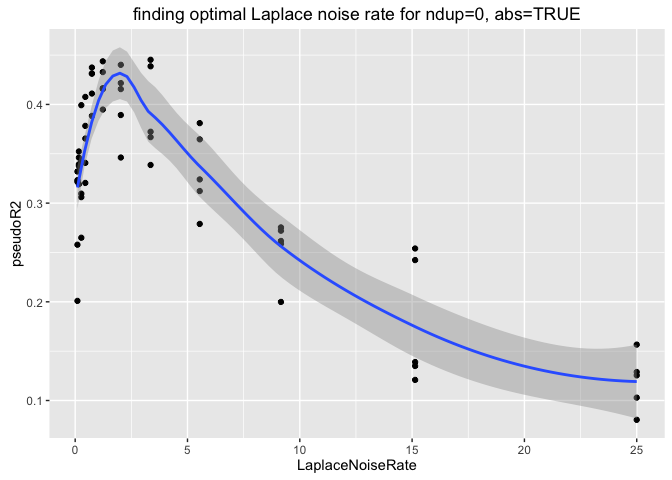 finding optimal Laplace noise rate for ndup=0, abs=TRUE
pseudoR2
0.4
0.3
0.2
0.1
0 5 10 15 20 25
LaplaceNoiseRate